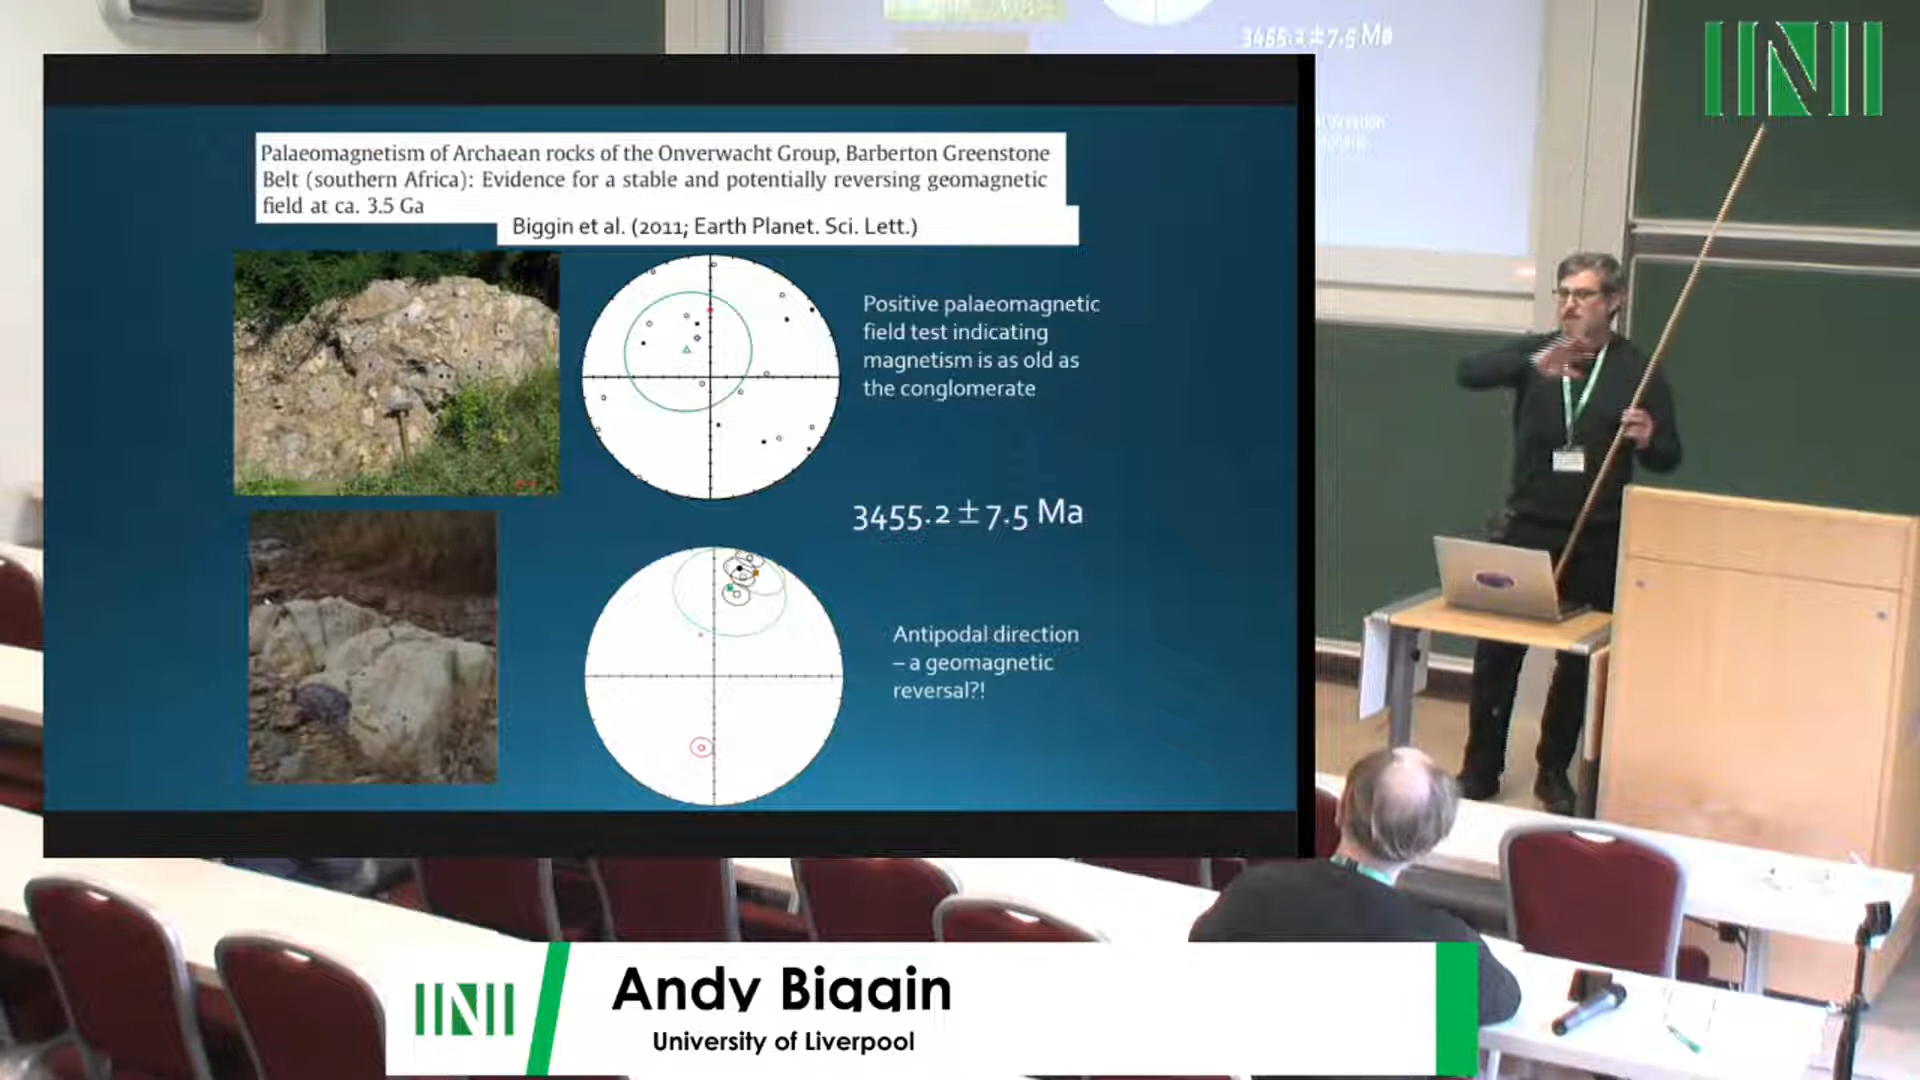 3455.2 ± 7.5 Ma
Palaeomagnetism of Archaean rocks of the Onverwacht Group, Barberton Greenstone
Belt (southern Africa): Evidence for a stable and potentially reversing geomagnetic
field at ca. 3.5 Ga
Biggin et al. (2011; Earth Planet. Sci. Lett.)
Positive palaeomagnetic
field test indicating
magnetism is as old as
the conglomerate
3455.2 ± 7.5 Ma
Antipodal direction
– a geomagnetic
reversal?!
direction
Andy Biggin
University of Liverpool